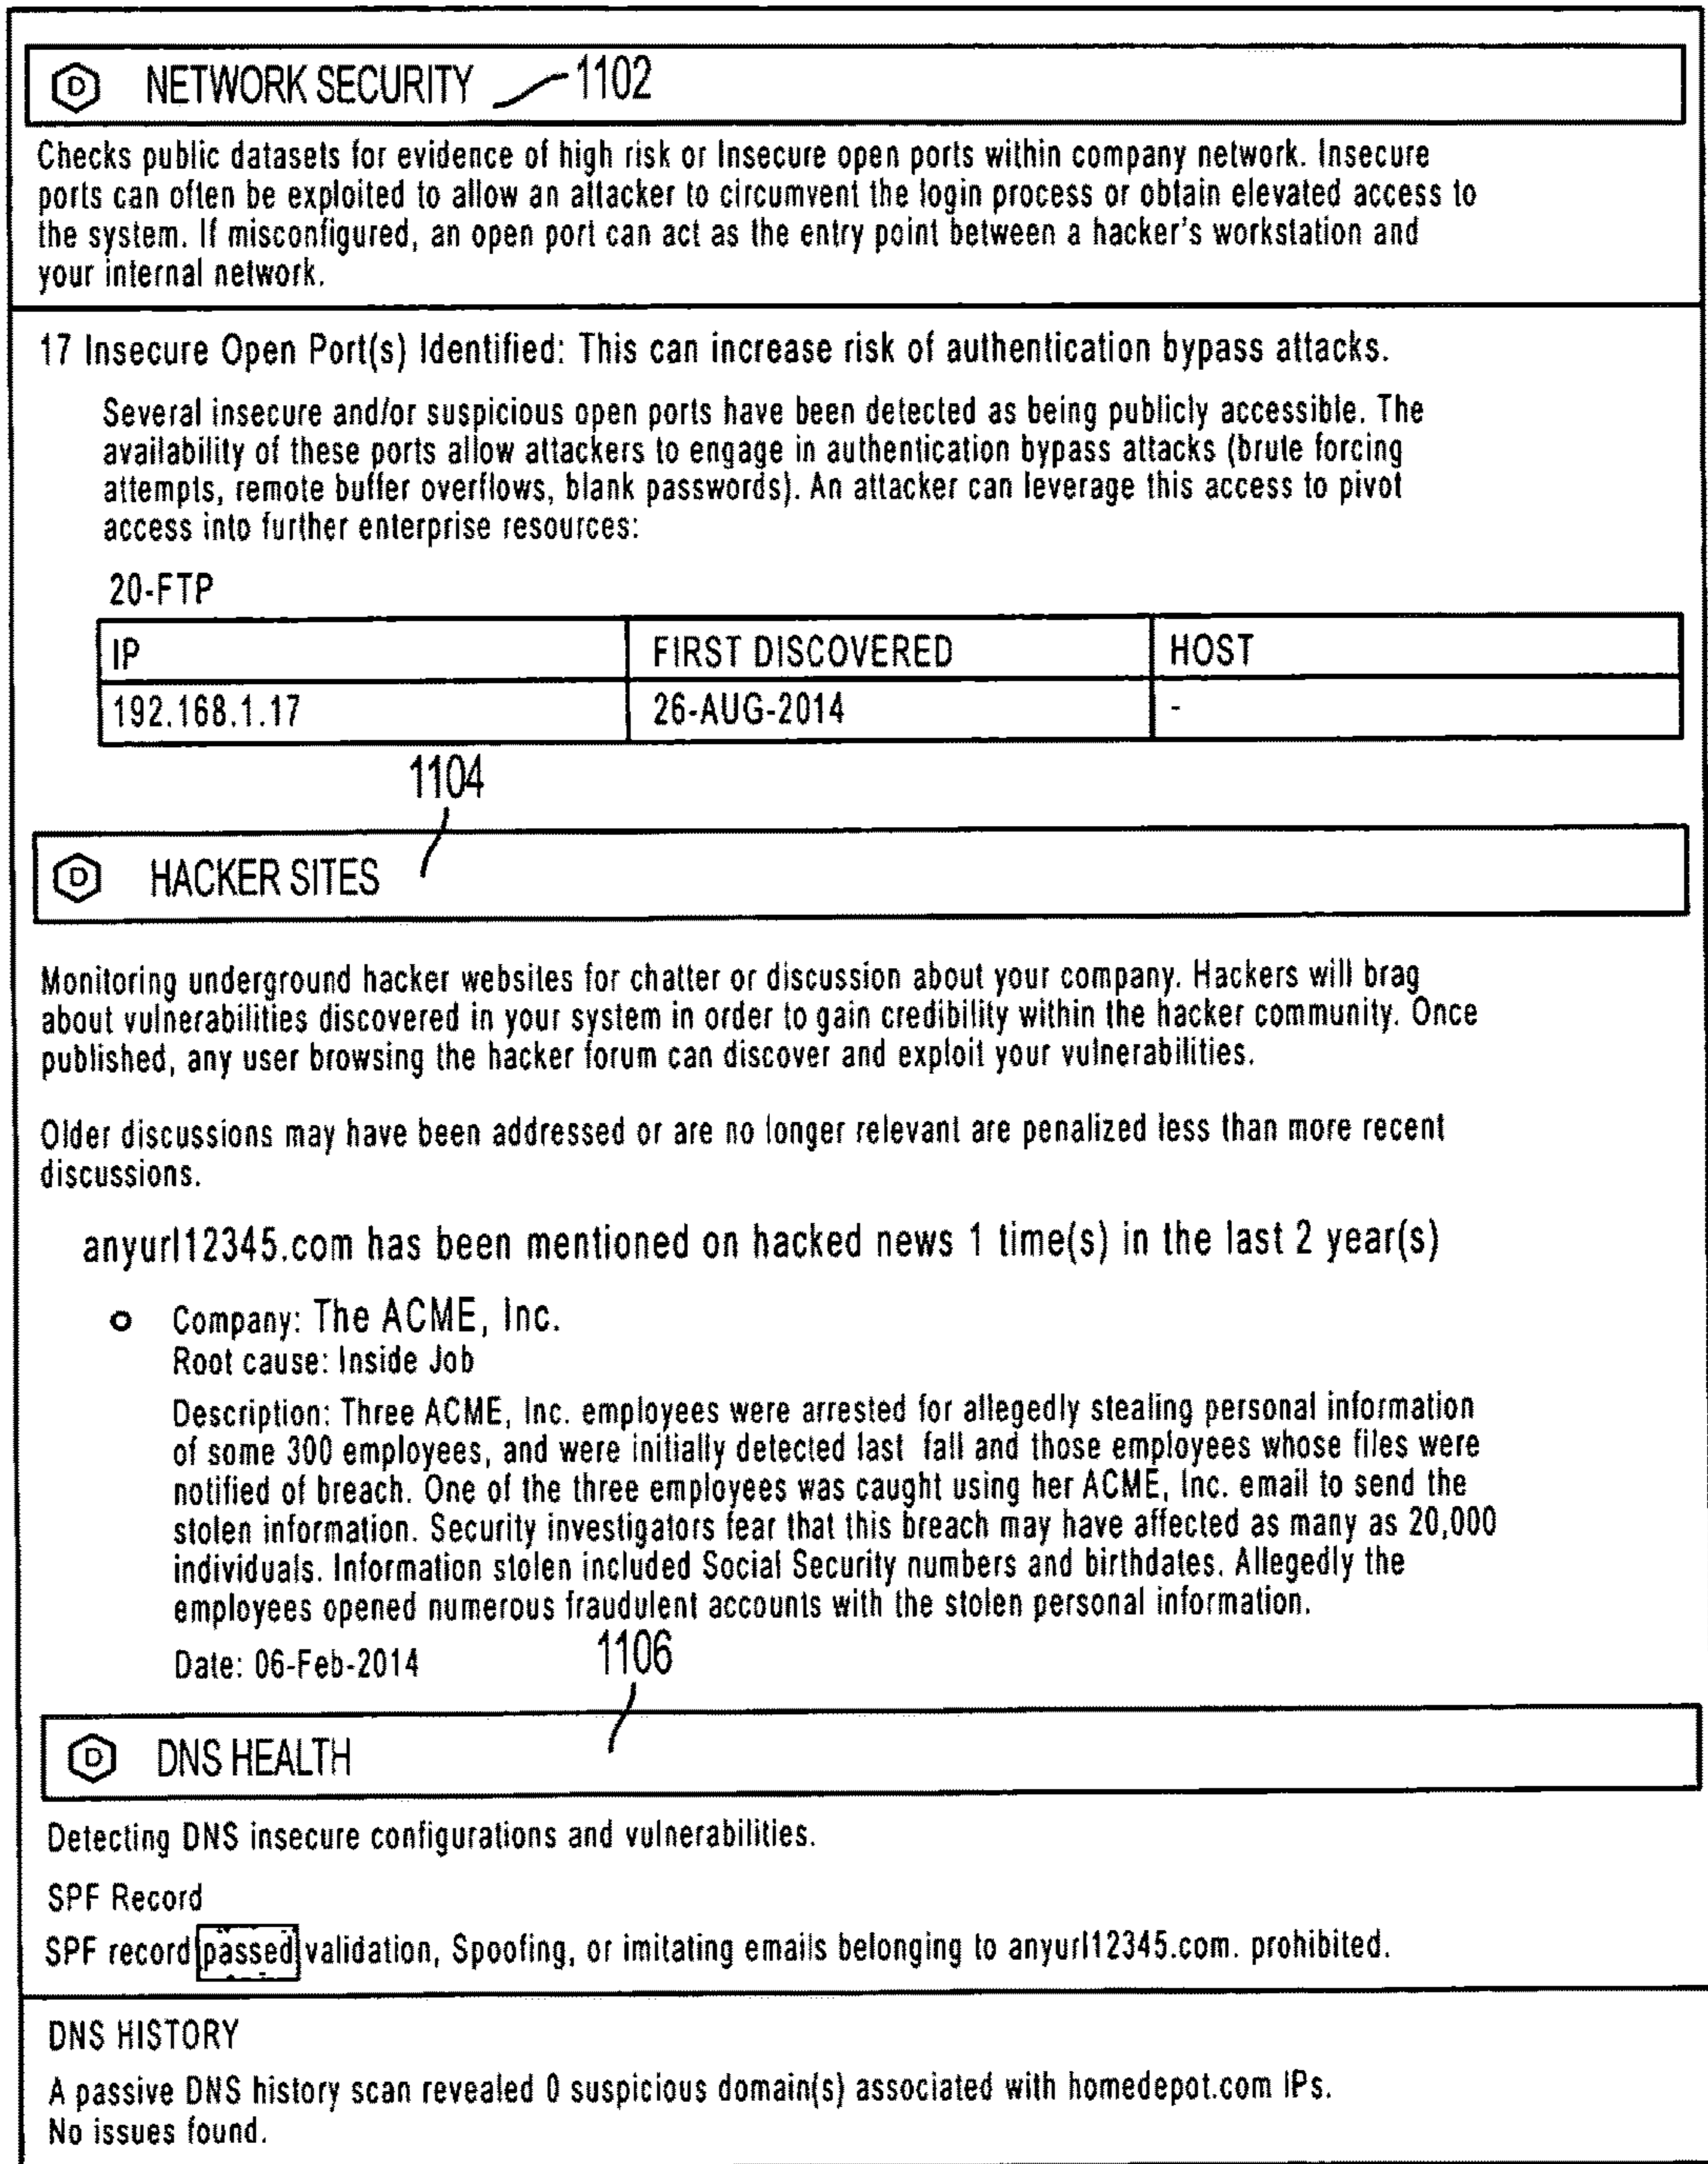 D NETWORK SECURITY 1102
Checks public datasets for evidence of high risk or Insecure open ports within company network. Insecure
ports can often be exploited to allow an attacker to circumvent the login process or obtain elevated access to
the system. If misconfigured, an open port can act as the entry point between a hacker's workstation and
your internal network.
17 Insecure Open Port(s) Identified: This can increase risk of authentication bypass attacks.
Several insecure and/or suspicious open ports have been detected as being publicly accessible. The
availability of these ports allow attackers to engage in authentication bypass attacks (brute forcing
attempts, remote buffer overflows, blank passwords). An attacker can leverage this access to pivot
access into further enterprise resources:
20-FTP
IP FIRST DISCOVERED HOST
192.168.1.17 26-AUG-2014 -
1104
D HACKER SITES
Monitoring underground hacker websites for chatter or discussion about your company. Hackers will brag
about vulnerabilities discovered in your system in order to gain credibility within the hacker community. Once
published, any user browsing the hacker forum can discover and exploit your vulnerabilities.
Older discussions may have been addressed or are no longer relevant are penalized less than more recent
discussions.
anyurl12345.com has been mentioned on hacked news 1 time(s) in the last 2 year(s)
o Company: The ACME, Inc.
Root cause: Inside Job
Description: Three ACME, Inc. employees were arrested for allegedly stealing personal information
of some 300 employees, and were initially detected last fall and those employees whose files were
notified of breach. One of the three employees was caught using her ACME, Inc. email to send the
stolen information. Security investigators fear that this breach may have affected as many as 20,000
individuals. Information stolen included Social Security numbers and birthdates. Allegedly the
employees opened numerous fraudulent accounts with the stolen personal information.
Date: 06-Feb-2014 1106
D DNS HEALTH
Detecting DNS insecure configurations and vulnerabilities.
SPF Record
SPF record passed validation, Spoofing, or imitating emails belonging to anyurl12345.com. prohibited.
DNS HISTORY
A passive DNS history scan revealed 0 suspicious domain(s) associated with homedepot.com IPs.
No issues found.